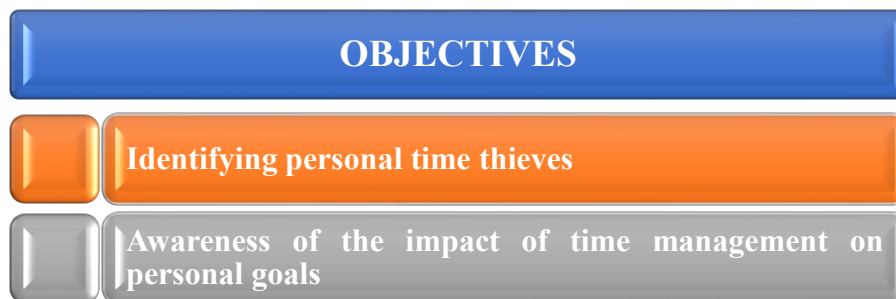 OBJECTIVES
Identifying personal time thieves
Awareness of the impact of time management on
personal goals